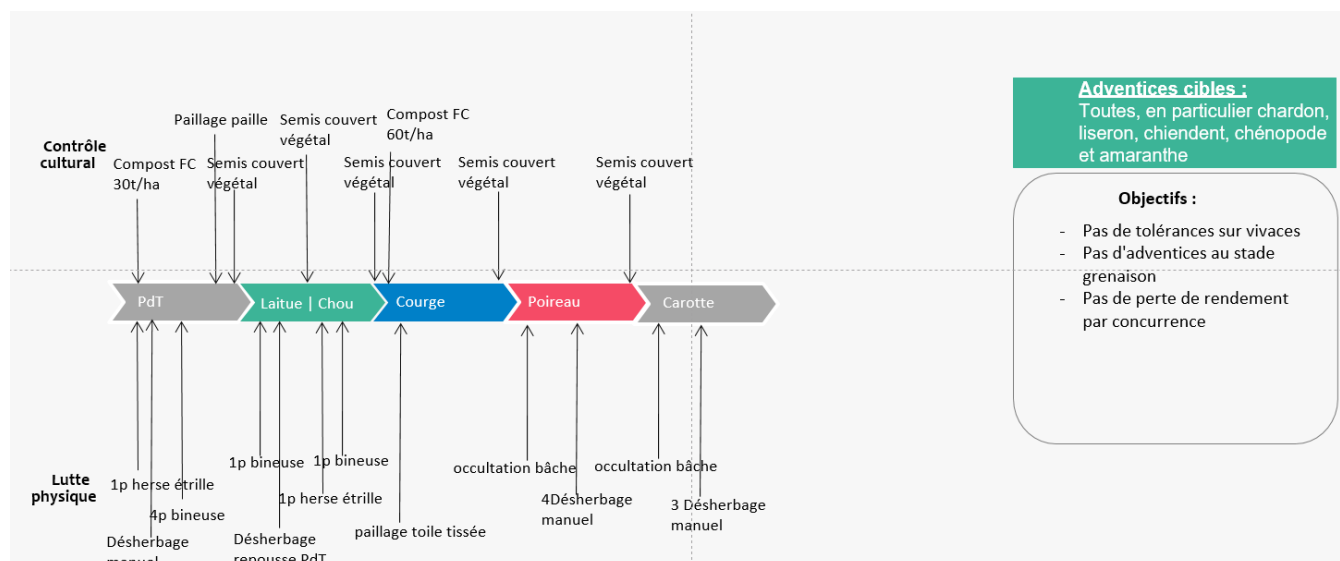 Adventices cibles :
Toutes, en particulier chardon,
liseron, chiendent, chénopode
et amaranthe
Objectifs :
- Pas de tolérances sur vivaces
- Pas d'adventices au stade
grenaison
- Pas de perte de rendement
par concurrence
Contrôle
cultural
Compost FC
30t/ha
Paillage paille
Semis couvert
végétal
Semis couvert
végétal
Semis couvert
végétal
Compost FC
60t/ha
Semis couvert
végétal
Semis couvert
végétal
PdT
Laitue | Chou
Courge
Poireau
Carotte
Lutte
physique
1p herse étrille
4p bineuse
Désherbage
manuel
1p bineuse
Désherbage
repousse PdT
1p herse étrille
1p bineuse
paillage toile tissée
occultation bâche
4Désherbage
manuel
occultation bâche
3 Désherbage
manuel